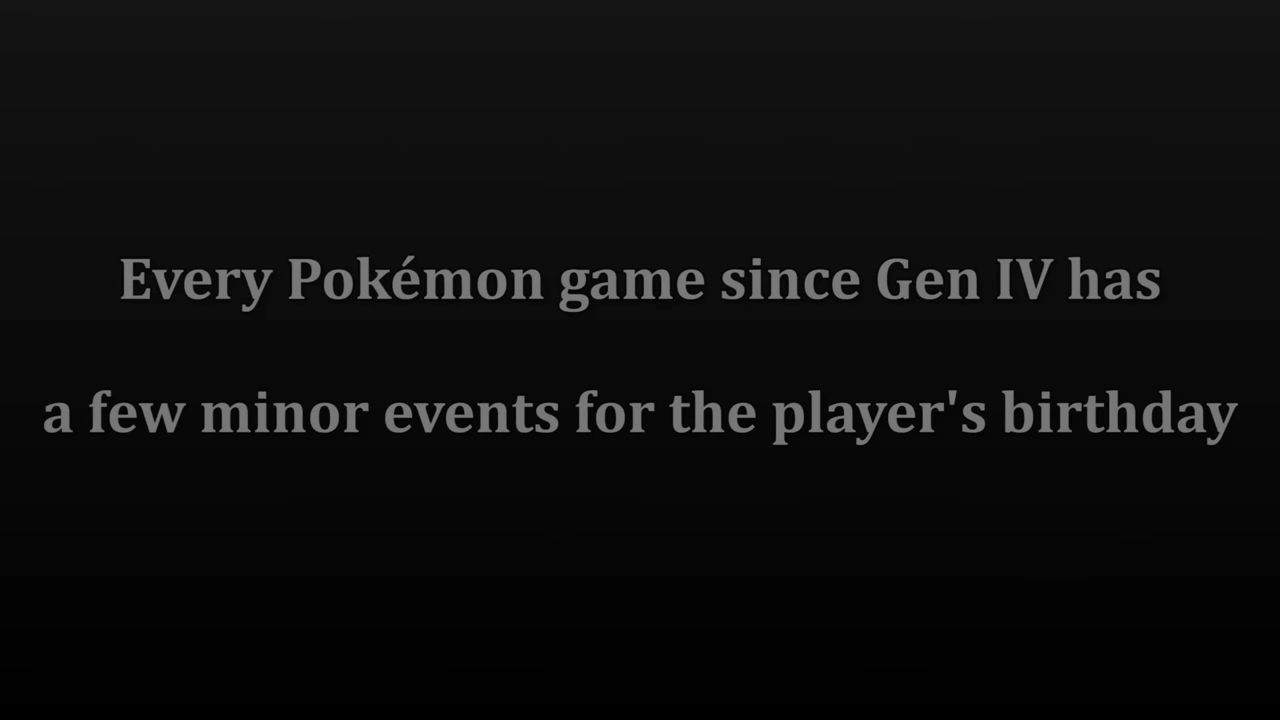 Every Pokémon game since Gen IV has
a few minor events for the player's birthday